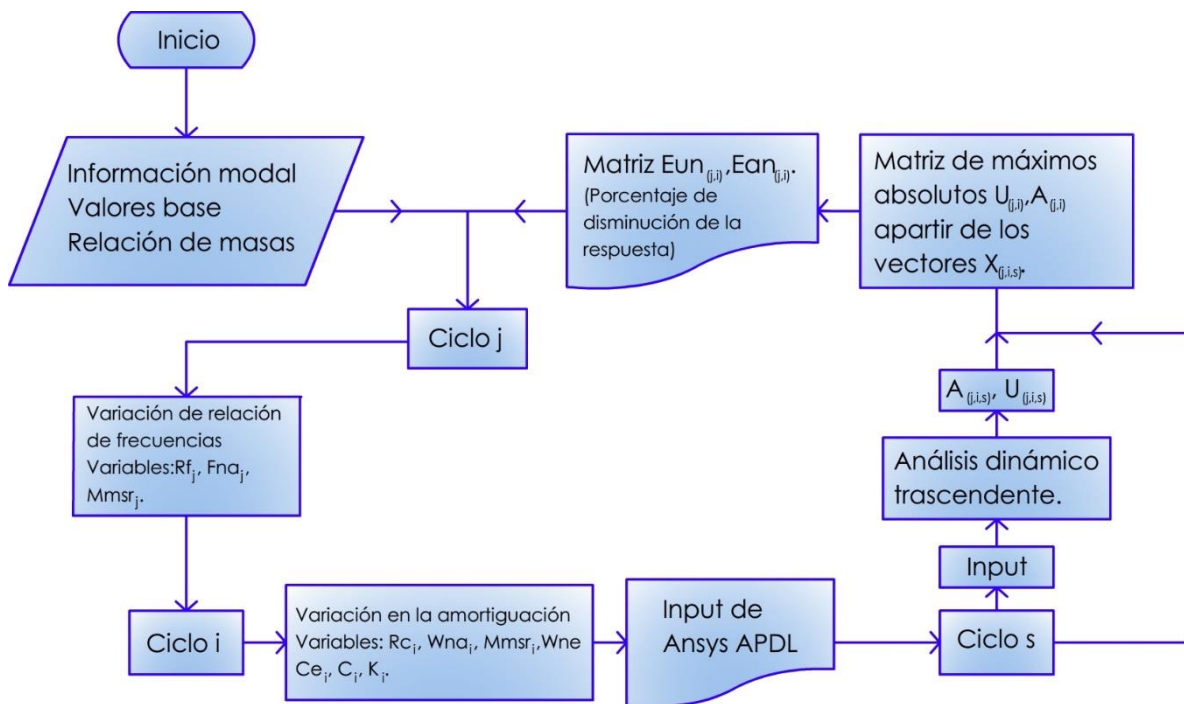 Inicio
Información modal
Valores base
Relación de masas
Matriz Eun(j,i),Ean(j,i).
(Porcentaje de
disminución de la
respuesta)
Matriz de máximos
absolutos U(j,i),A(j,i)
apartir de los
vectores X(j,i,s).
Ciclo j
Variación de relación
de frecuencias
Variables:Rfj, Fnaj,
Mmsrj.
A(j,i,s), U(j,i,s)
Análisis dinámico
trascendente.
Input
Ciclo i
Variación en la amortiguación
Variables: Rci, Wnai, Mmsri,Wne
Cei, Ci, Ki.
Input de
Ansys APDL
Ciclo s